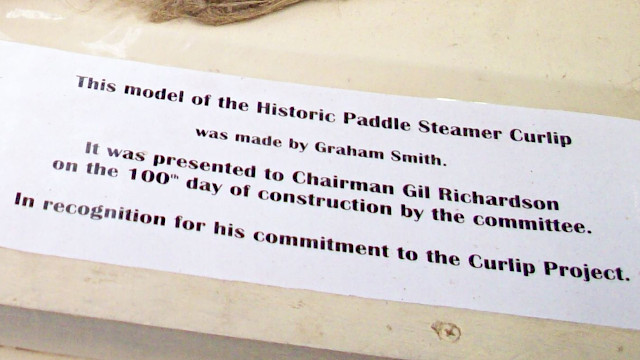 This model of the Historic Paddle Steamer Curlip
was made by Graham Smith.
It was presented to Chairman Gil Richardson
on the 100th day of construction by the committee.
In recognition for his commitment to the Curlip Project.